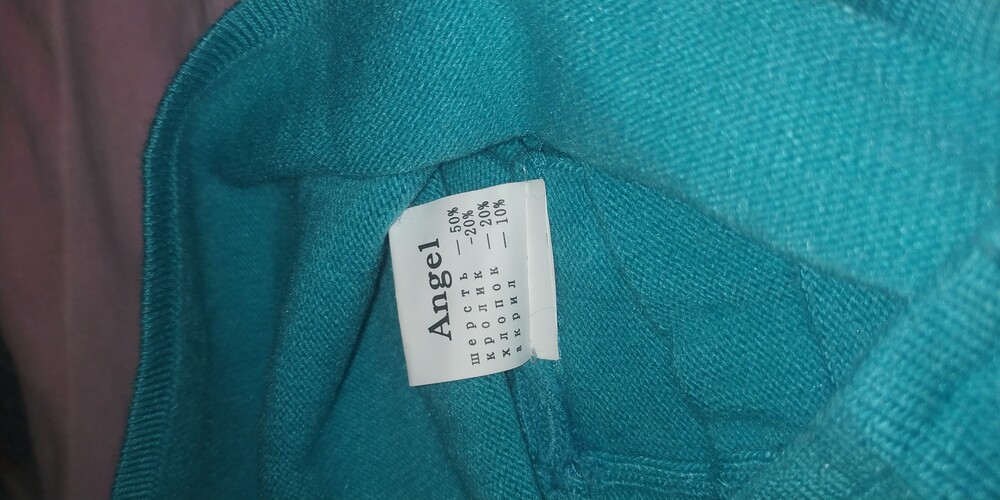 Angel
шерсть — 50%
кролик -20%
хлопок — 20%
акрил — 10%